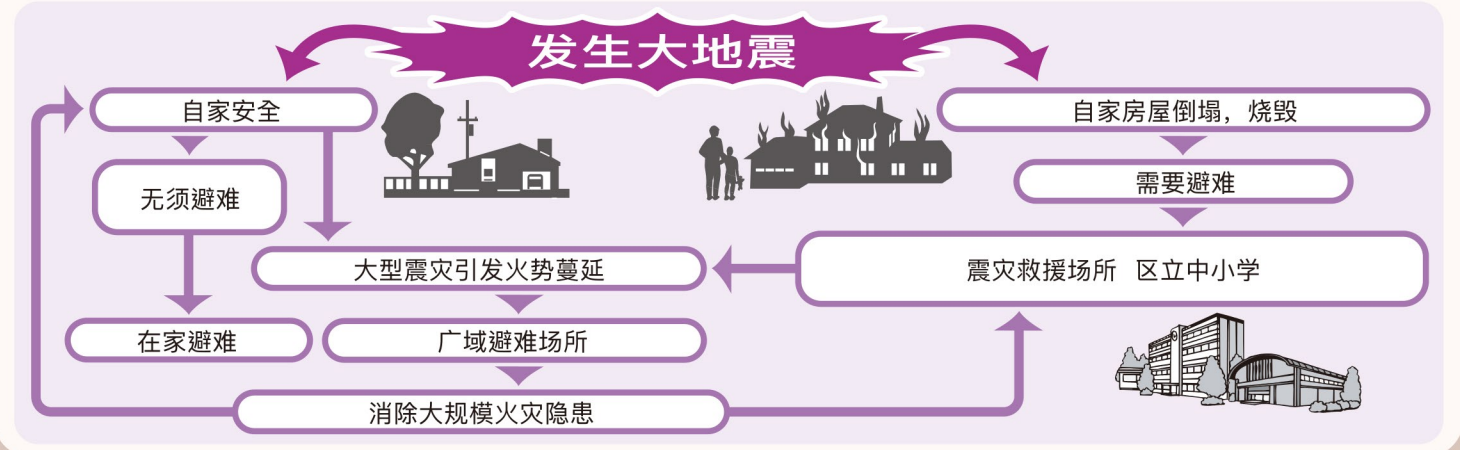 发生大地震
自家安全
自家房屋倒塌，烧毁
无须避难
需要避难
大型震灾引发火势蔓延
震灾救援场所 区立中小学
在家避难
广域避难场所
消除大规模火灾隐患